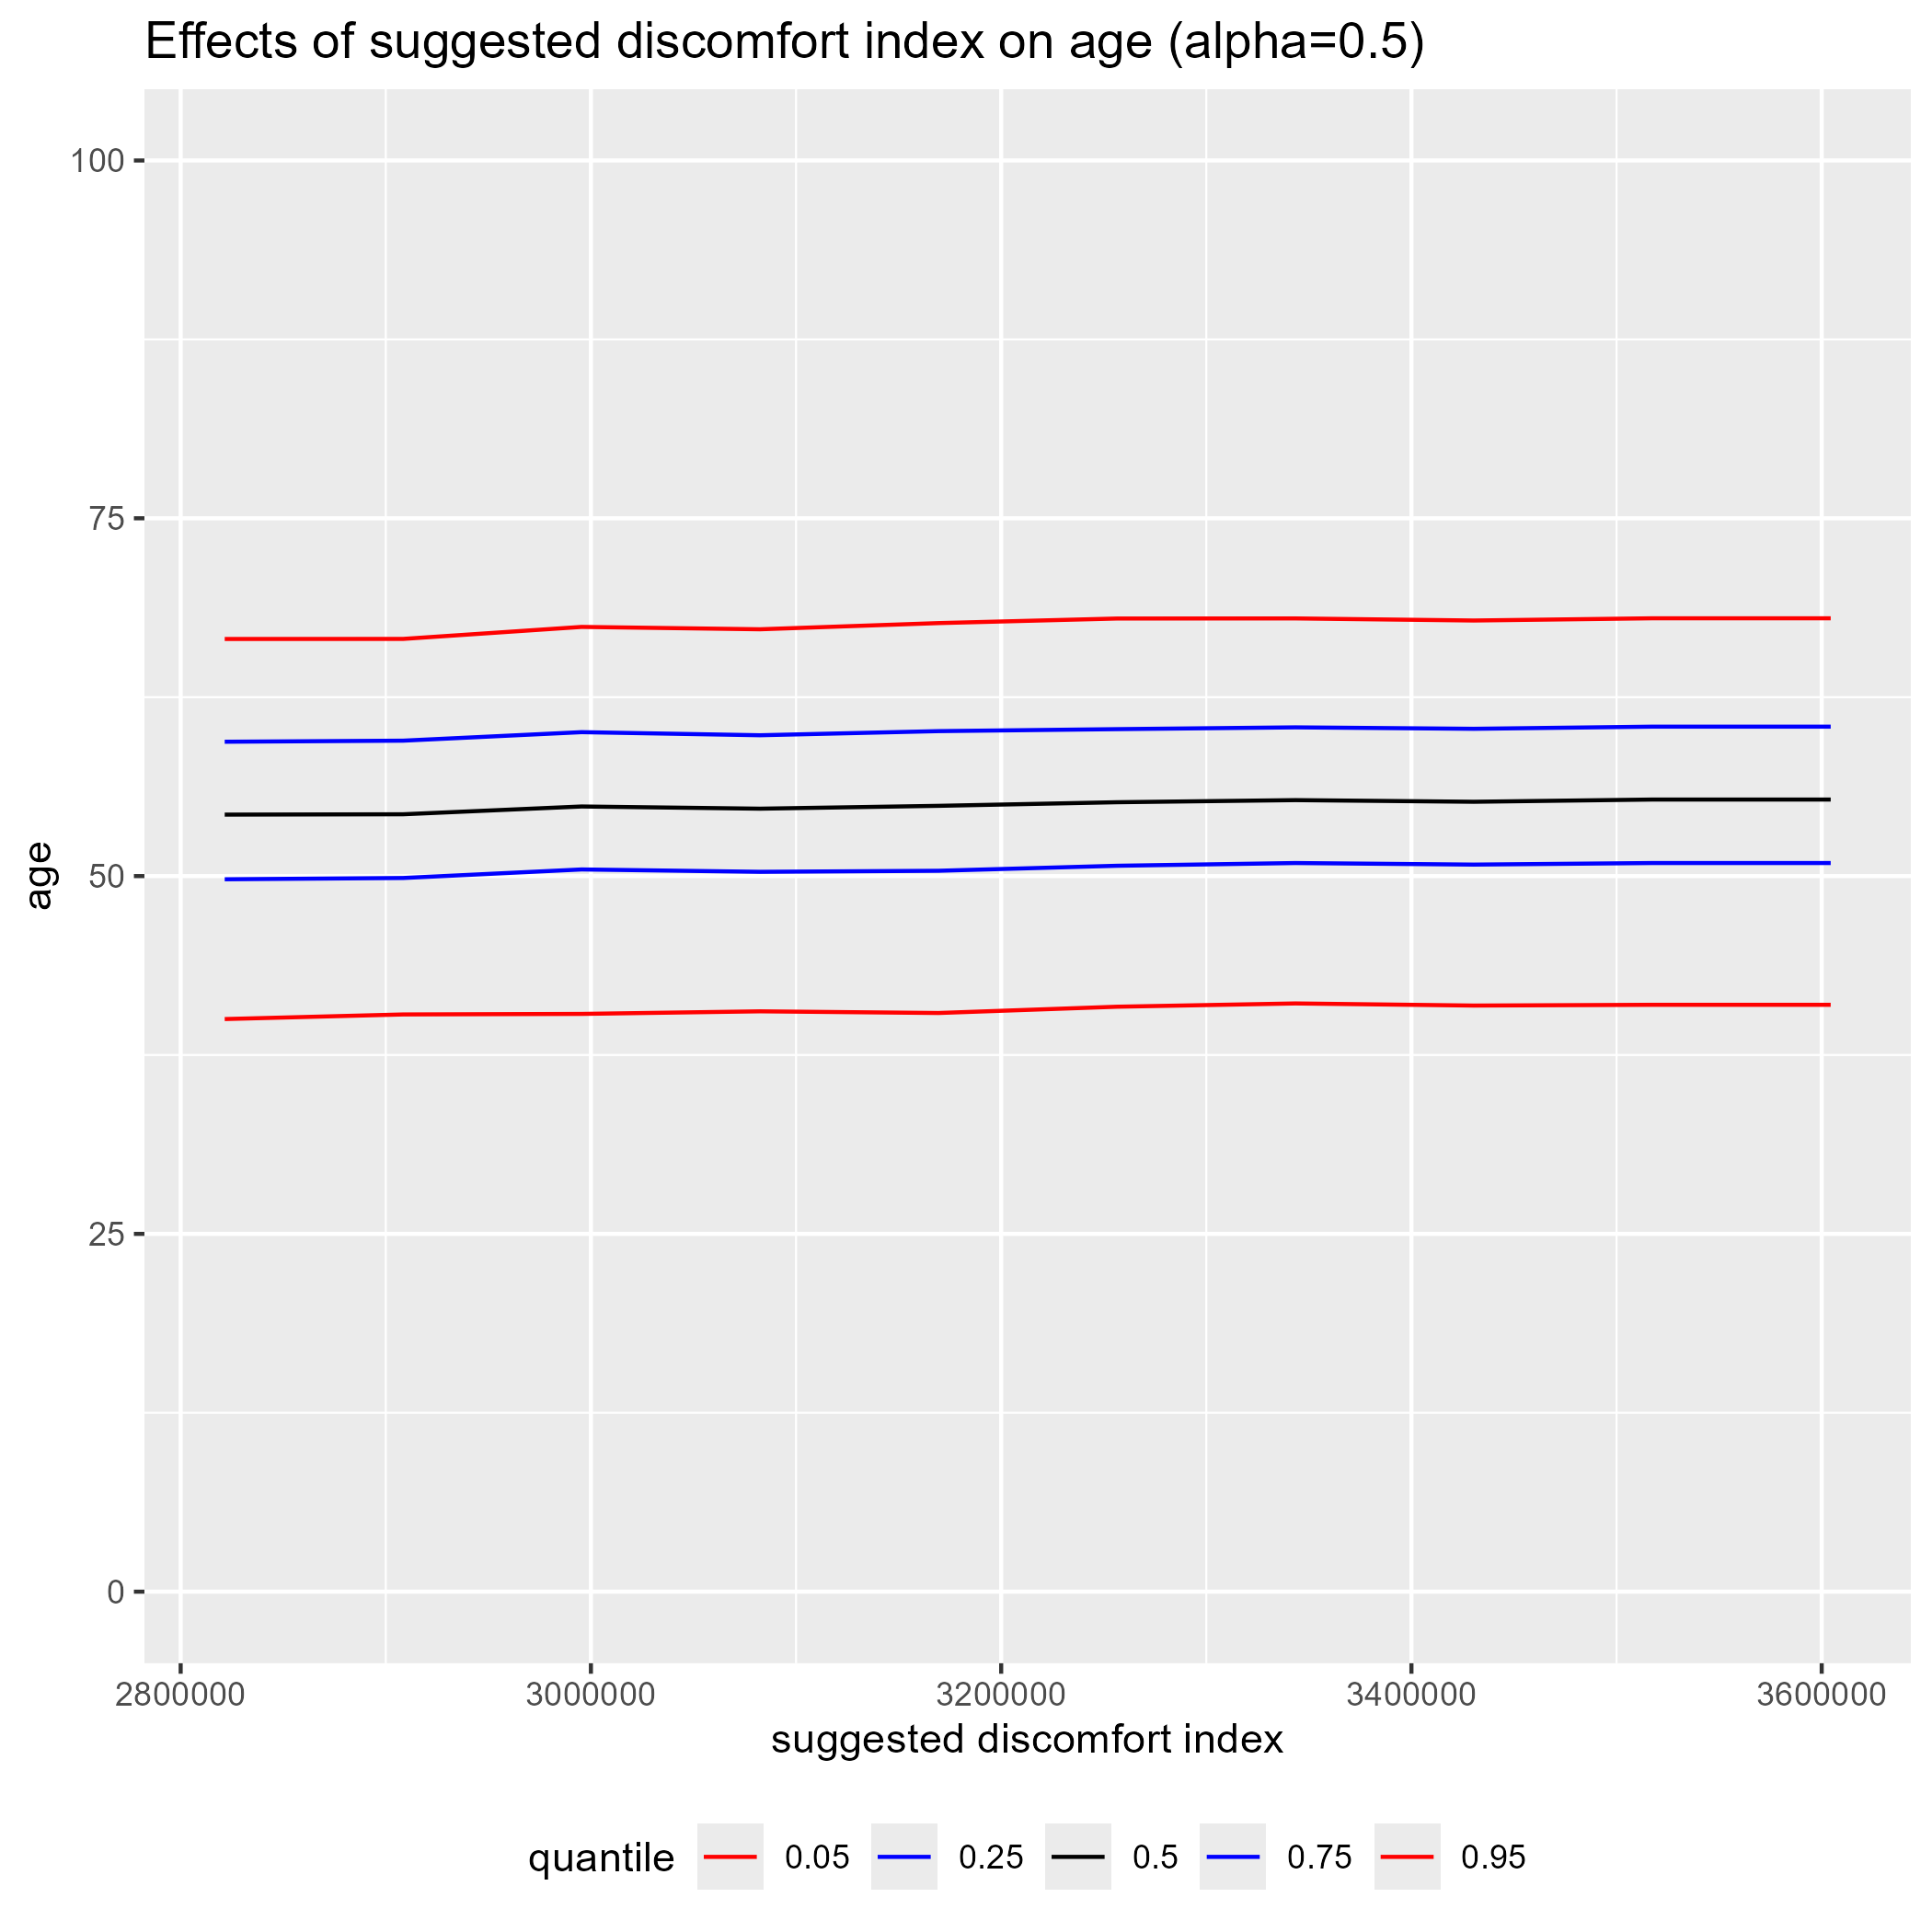 Effects of suggested discomfort index on age (alpha=0.5)
100
75
50
25
0
age
2800000 3000000 3200000 3400000 3600000
suggested discomfort index
quantile 0.05 0.25 0.5 0.75 0.95